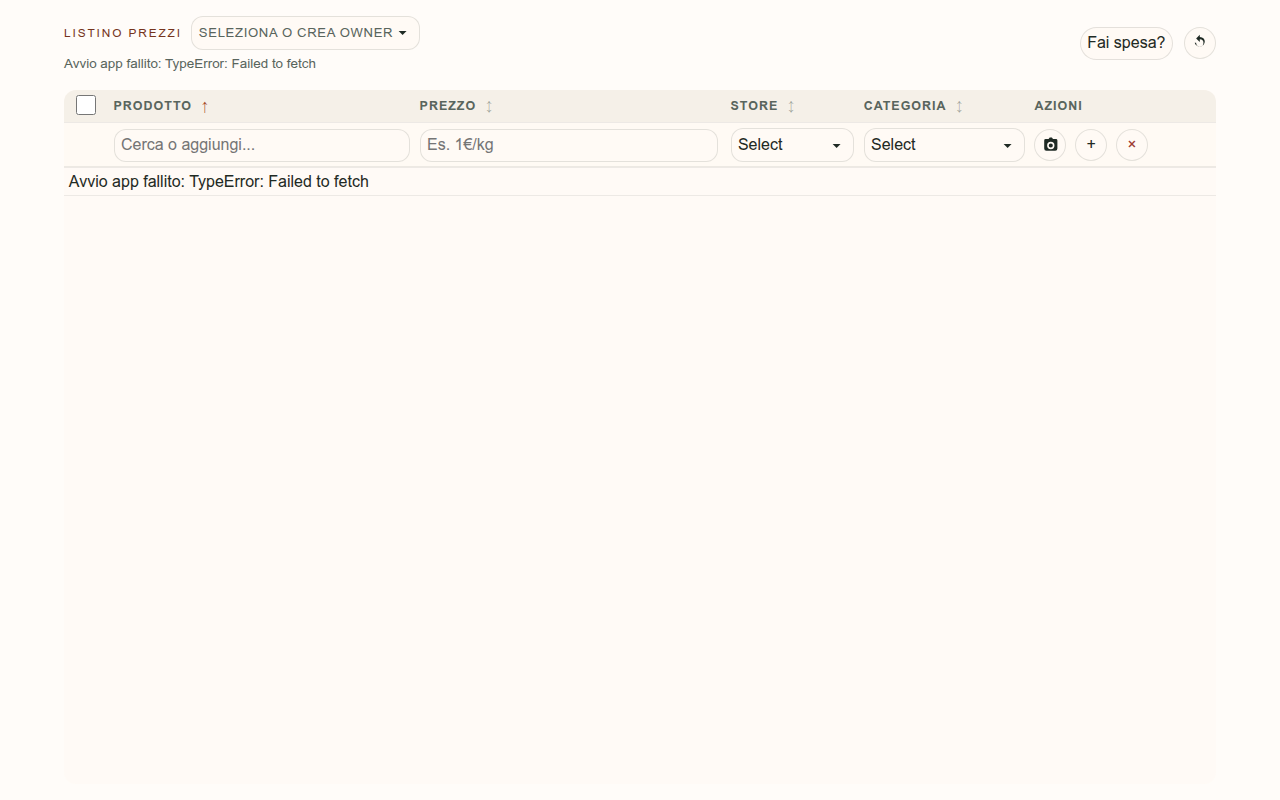 LISTINO PREZZI SELEZIONA O CREA OWNER
Avvio app fallito: TypeError: Failed to fetch
Fai spesa?
PRODOTTO ↑ PREZZO ↕ STORE ↕ CATEGORIA ↕ AZIONI
Cerca o aggiungi... Es. 1€/kg Select Select + ×
Avvio app fallito: TypeError: Failed to fetch